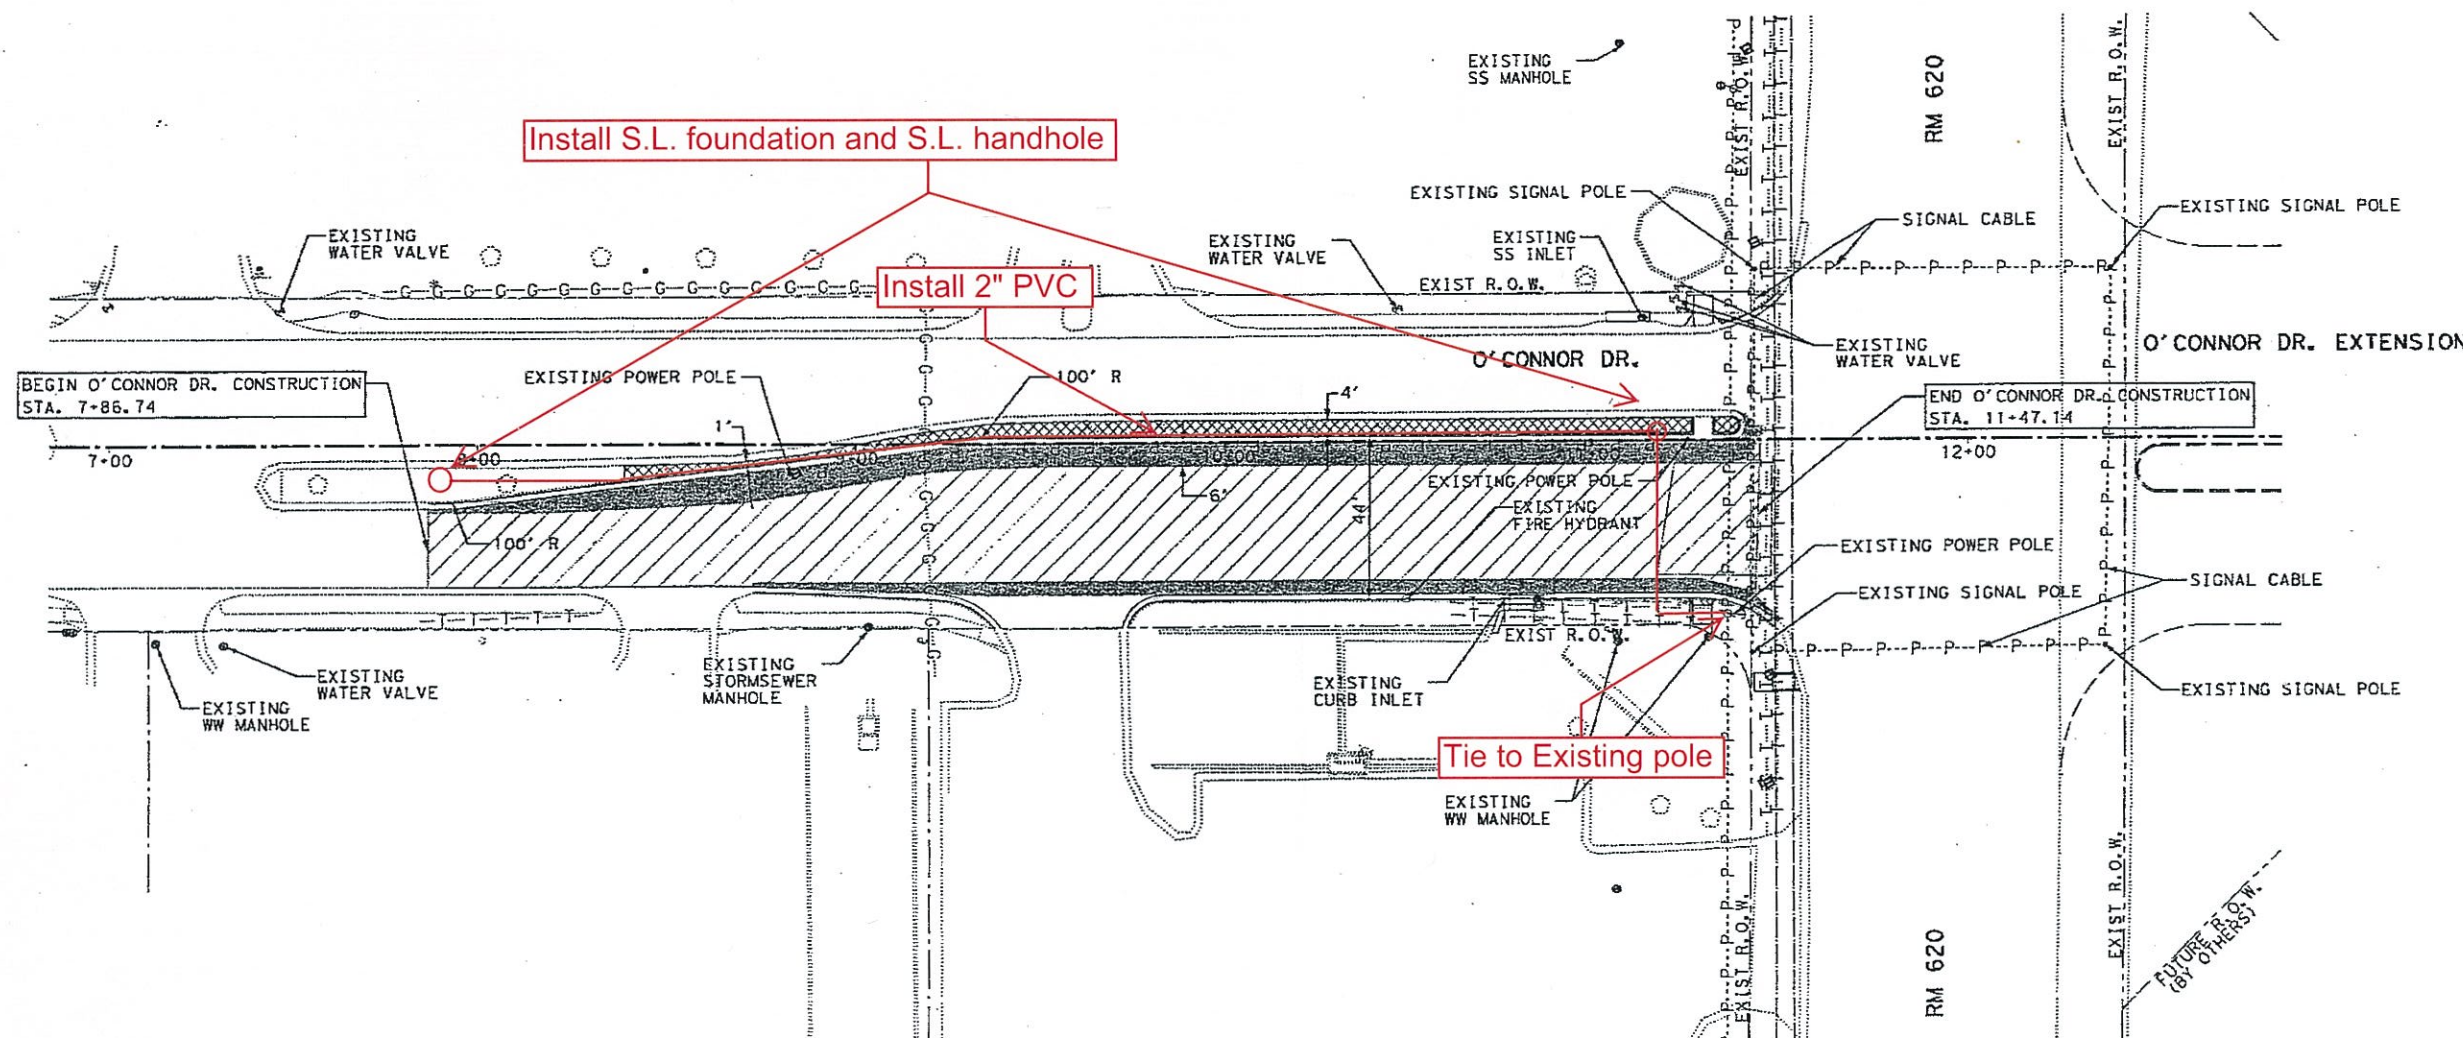 EXISTING
SS MANHOLE
RM 620
EXIST R.O.W.
EXIST R.O.W.
Install S.L. foundation and S.L. handhole
EXISTING SIGNAL POLE
SIGNAL CABLE
EXISTING SIGNAL POLE
EXISTING
WATER VALVE
EXISTING
WATER VALVE
EXISTING
SS INLET
Install 2" PVC
EXIST R.O.W.
O'CONNOR DR.
EXISTING
WATER VALVE
O'CONNOR DR. EXTENSION
BEGIN O'CONNOR DR. CONSTRUCTION
STA. 7+86.74
EXISTING POWER POLE
100' R
4'
END O'CONNOR DR. CONSTRUCTION
STA. 11+47.14
1'
7+00
8+00
10+00
12+00
6'
44'
EXISTING POWER POLE
EXISTING
FIRE HYDRANT
100' R
EXISTING POWER POLE
SIGNAL CABLE
EXISTING SIGNAL POLE
EXIST R.O.W.
EXISTING
STORMSEWER
MANHOLE
EXISTING
WATER VALVE
EXISTING
WW MANHOLE
EXISTING
CURB INLET
EXISTING SIGNAL POLE
Tie to Existing pole
EXISTING
WW MANHOLE
EXIST R.O.W.
RM 620
EXIST R.O.W.
FUTURE R.O.W.
(BY OTHERS)